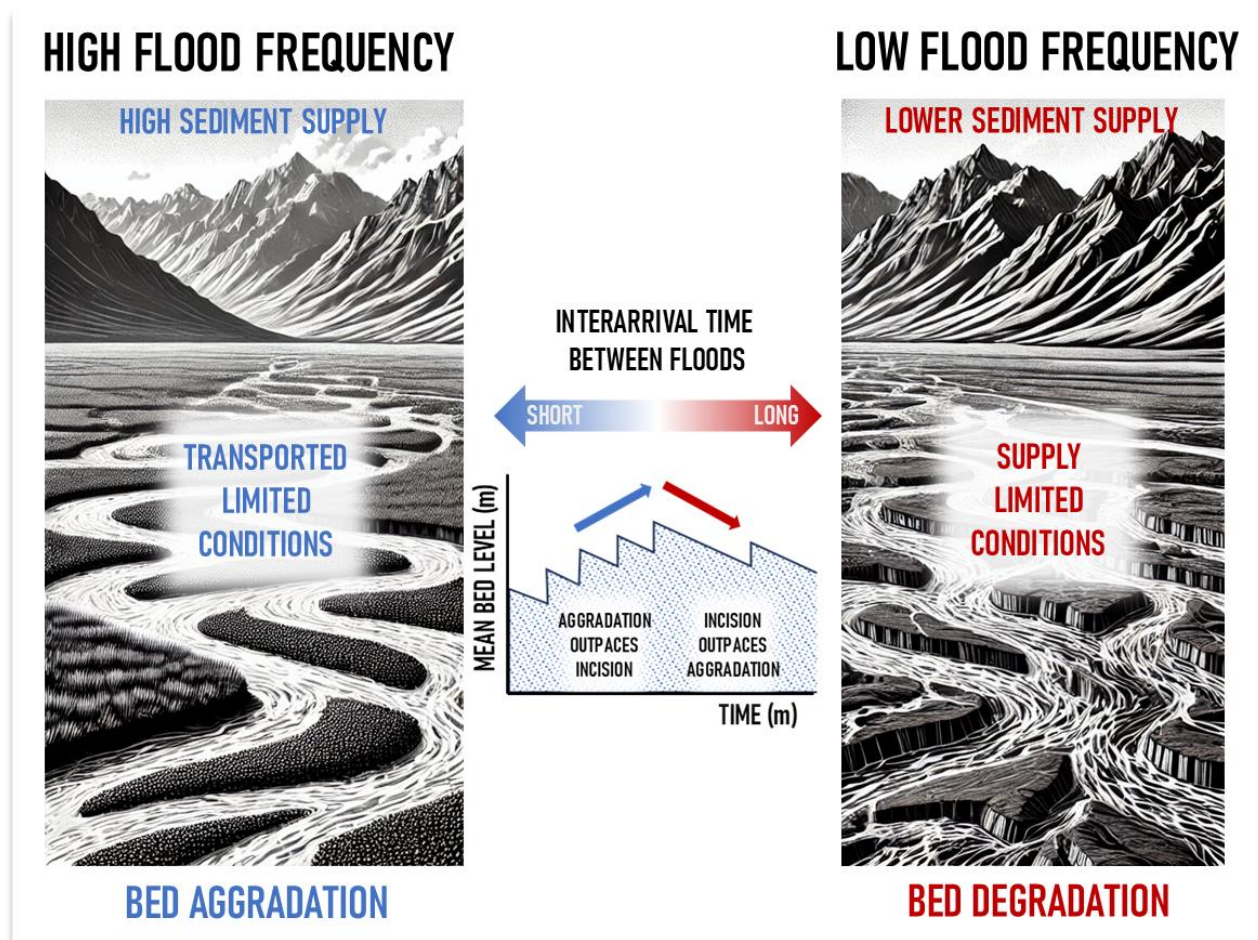 HIGH FLOOD FREQUENCY
HIGH SEDIMENT SUPPLY
TRANSPORTED
LIMITED
CONDITIONS
BED AGGRADATION
INTERARRIVAL TIME
BETWEEN FLOODS
SHORT
LONG
MEAN BED LEVEL (m)
AGGRADATION
OUTPACES
INCISION
INCISION
OUTPACES
AGGRADATION
TIME (m)
LOW FLOOD FREQUENCY
LOWER SEDIMENT SUPPLY
SUPPLY
LIMITED
CONDITIONS
BED DEGRADATION